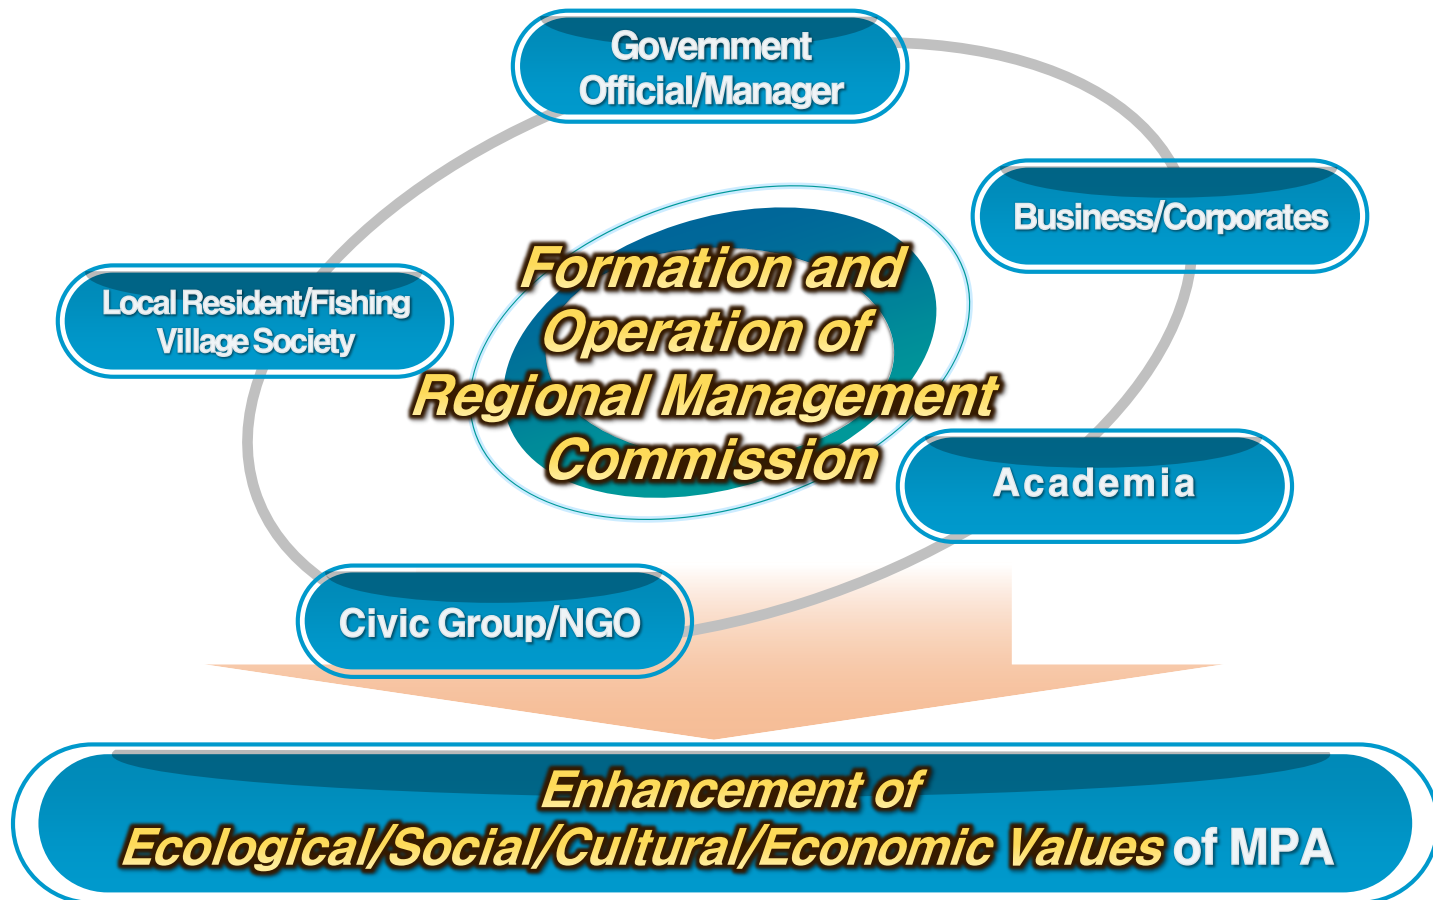 Government
Official/Manager
Business/Corporates
Local Resident/Fishing
Village Society
Formation and
Operation of
Regional Management
Commission
Academia
Civic Group/NGO
Enhancement of
Ecological/Social/Cultural/Economic Values of MPA